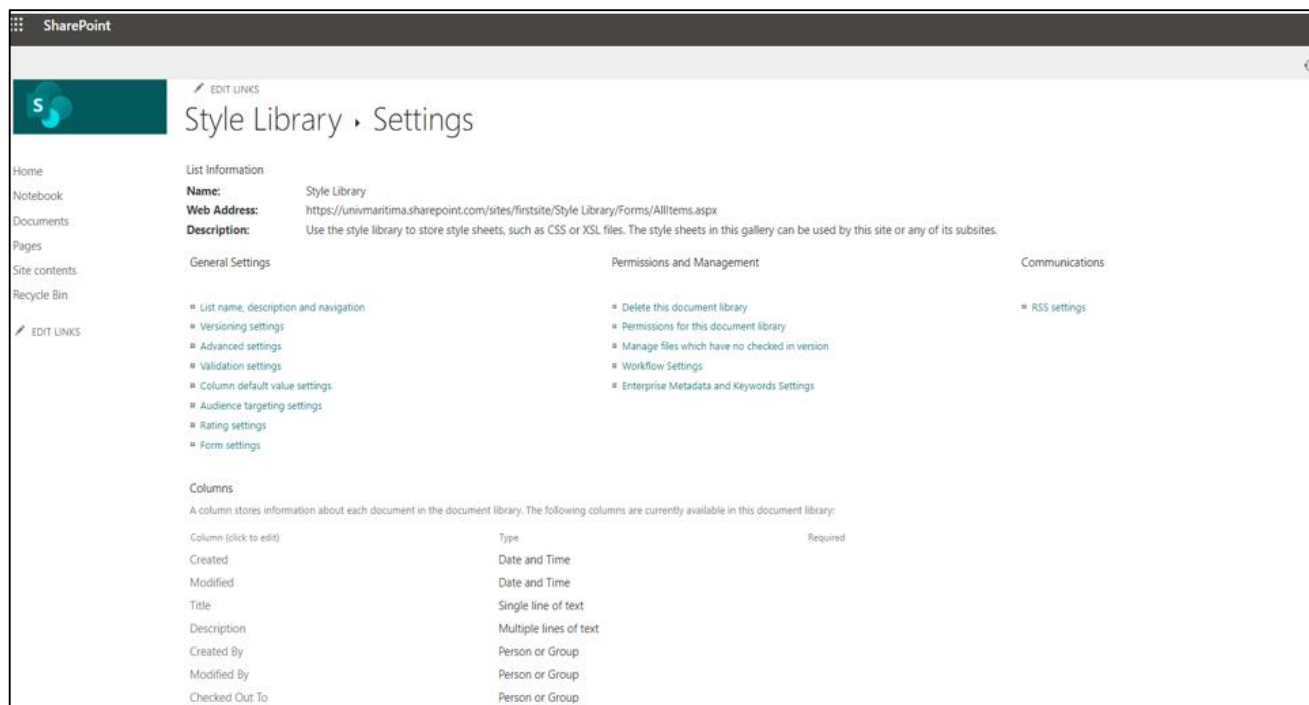 SharePoint
EDIT LINKS
Style Library ▸ Settings
Home
Notebook
Documents
Pages
Site contents
Recycle Bin
EDIT LINKS
List Information
Name: Style Library
Web Address: https://univmaritima.sharepoint.com/sites/firstsite/Style Library/Forms/AllItems.aspx
Description: Use the style library to store style sheets, such as CSS or XSL files. The style sheets in this gallery can be used by this site or any of its subsites.
General Settings
List name, description and navigation
Versioning settings
Advanced settings
Validation settings
Column default value settings
Audience targeting settings
Rating settings
Form settings
Permissions and Management
Delete this document library
Permissions for this document library
Manage files which have no checked in version
Workflow Settings
Enterprise Metadata and Keywords Settings
Communications
RSS settings
Columns
A column stores information about each document in the document library. The following columns are currently available in this document library:
Column (click to edit) Type Required
Created Date and Time
Modified Date and Time
Title Single line of text
Description Multiple lines of text
Created By Person or Group
Modified By Person or Group
Checked Out To Person or Group